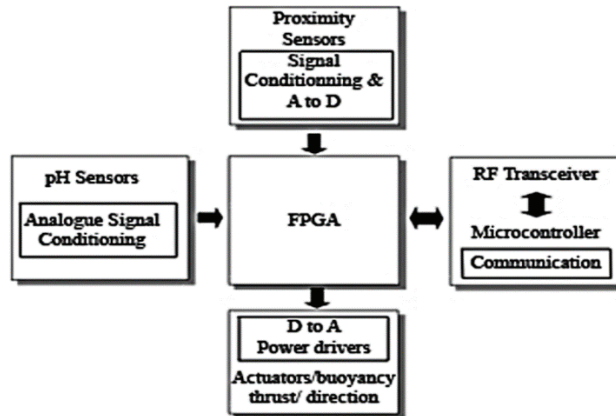 Proximity
Sensors
Signal
Conditionning &
A to D
pH Sensors
Analogue Signal
Conditioning
FPGA
RF Transceiver
Microcontroller
Communication
D to A
Power drivers
Actuators/buoyancy
thrust/ direction